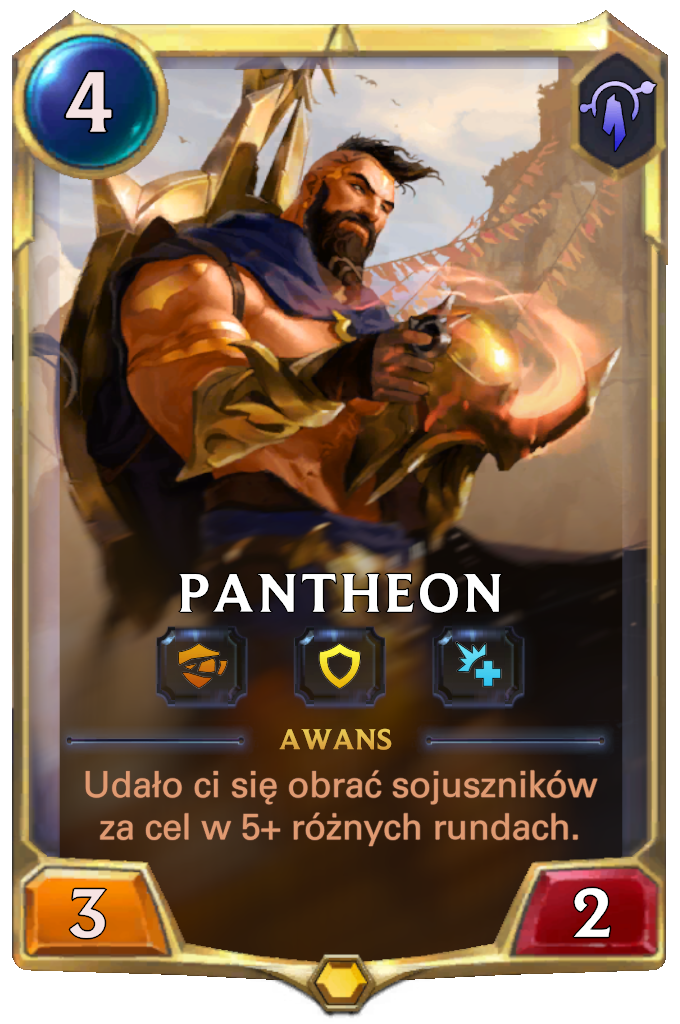 4
PANTHEON
AWANS
Udało ci się obrać sojuszników
za cel w 5+ różnych rundach.
3
2